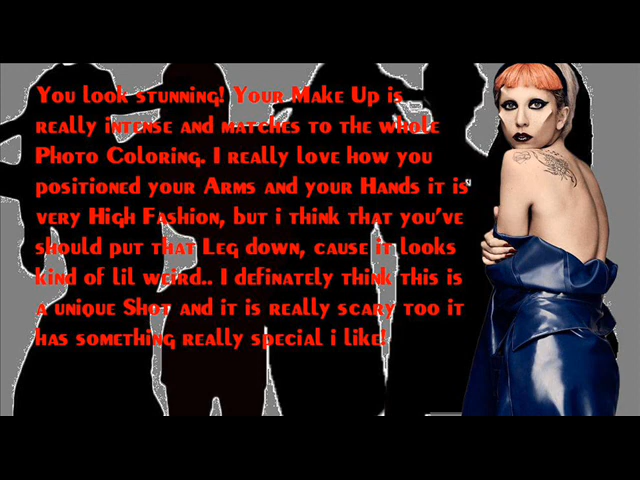 You look stunning! Your Make Up is
really intense and matches to the whole
Photo Coloring. I really love how you
positioned your Arms and your Hands it is
very High Fashion, but i think that you've
should put that Leg down, cause it looks
kind of lil weird.. I definately think this is
a unique Shot and it is really scary too it
has something really special i like!